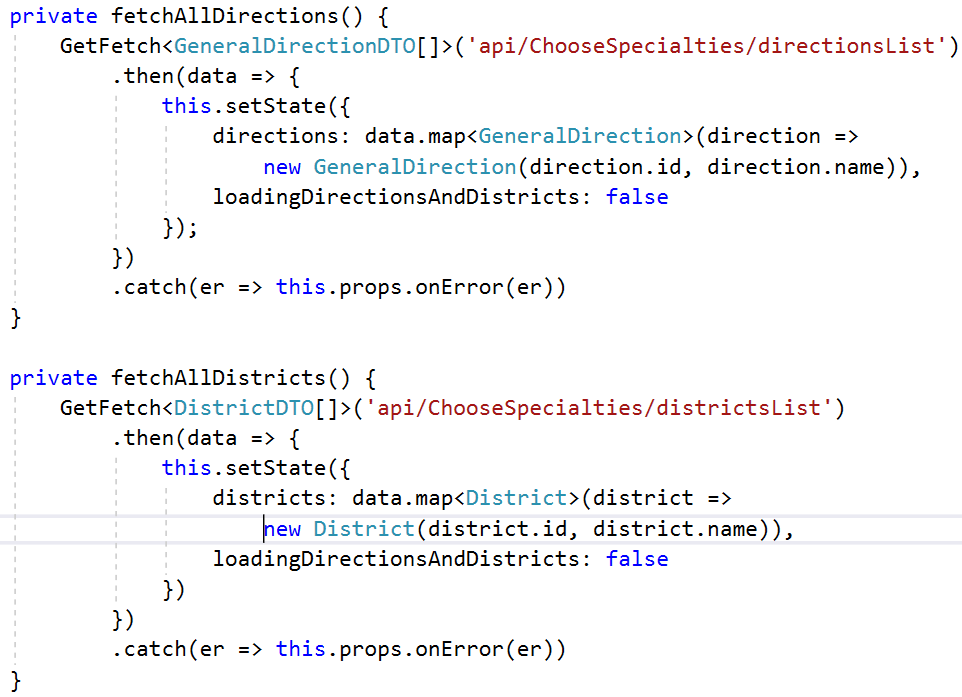 private fetchAllDirections() {
    GetFetch<GeneralDirectionDTO[]>('api/ChooseSpecialties/directionsList')
        .then(data => {
            this.setState({
                directions: data.map<GeneralDirection>(direction =>
                    new GeneralDirection(direction.id, direction.name)),
                loadingDirectionsAndDistricts: false
            });
        })
        .catch(er => this.props.onError(er))
}

private fetchAllDistricts() {
    GetFetch<DistrictDTO[]>('api/ChooseSpecialties/districtsList')
        .then(data => {
            this.setState({
                districts: data.map<District>(district =>
                    new District(district.id, district.name)),
                loadingDirectionsAndDistricts: false
            })
        })
        .catch(er => this.props.onError(er))
}